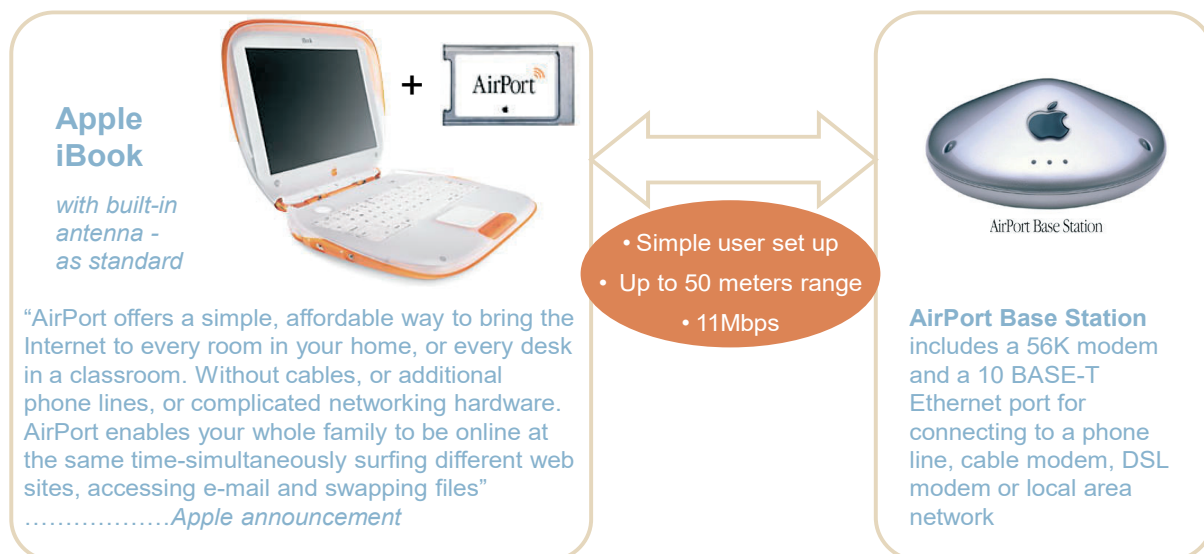 iBook
+
AirPort
Apple
iBook
with built-in
antenna -
as standard
“AirPort offers a simple, affordable way to bring the
Internet to every room in your home, or every desk
in a classroom. Without cables, or additional
phone lines, or complicated networking hardware.
AirPort enables your whole family to be online at
the same time-simultaneously surfing different web
sites, accessing e-mail and swapping files”
………………Apple announcement
• Simple user set up
• Up to 50 meters range
• 11Mbps
AirPort Base Station
AirPort Base Station
includes a 56K modem
and a 10 BASE-T
Ethernet port for
connecting to a phone
line, cable modem, DSL
modem or local area
network